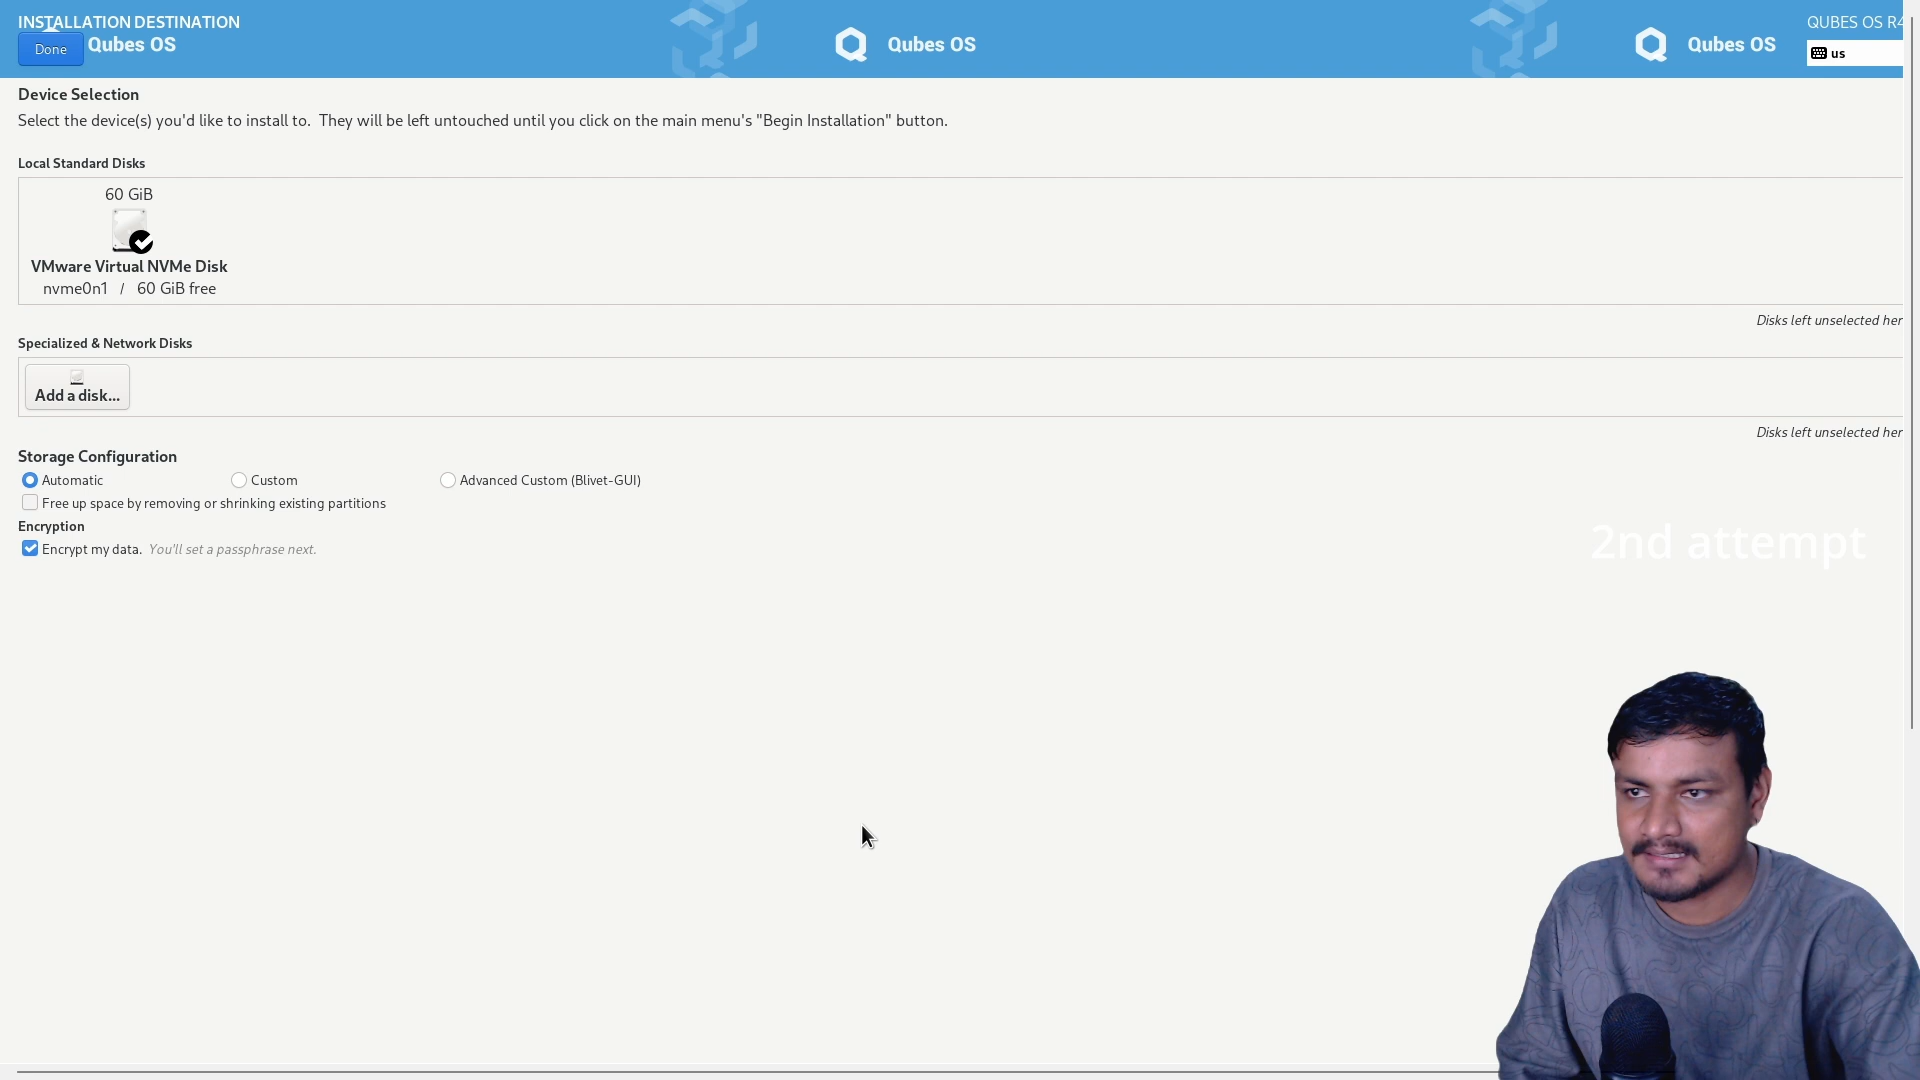 INSTALLATION DESTINATION
Done
Qubes OS
Qubes OS
Qubes OS
QUBES OS R4
us
Device Selection
Select the device(s) you'd like to install to. They will be left untouched until you click on the main menu's "Begin Installation" button.
Local Standard Disks
60 GiB
VMware Virtual NVMe Disk
nvme0n1 / 60 GiB free
Disks left unselected her
Specialized & Network Disks
Add a disk...
Disks left unselected her
Storage Configuration
Automatic Custom Advanced Custom (Blivet-GUI)
Free up space by removing or shrinking existing partitions
Encryption
Encrypt my data. You'll set a passphrase next.
2nd attempt